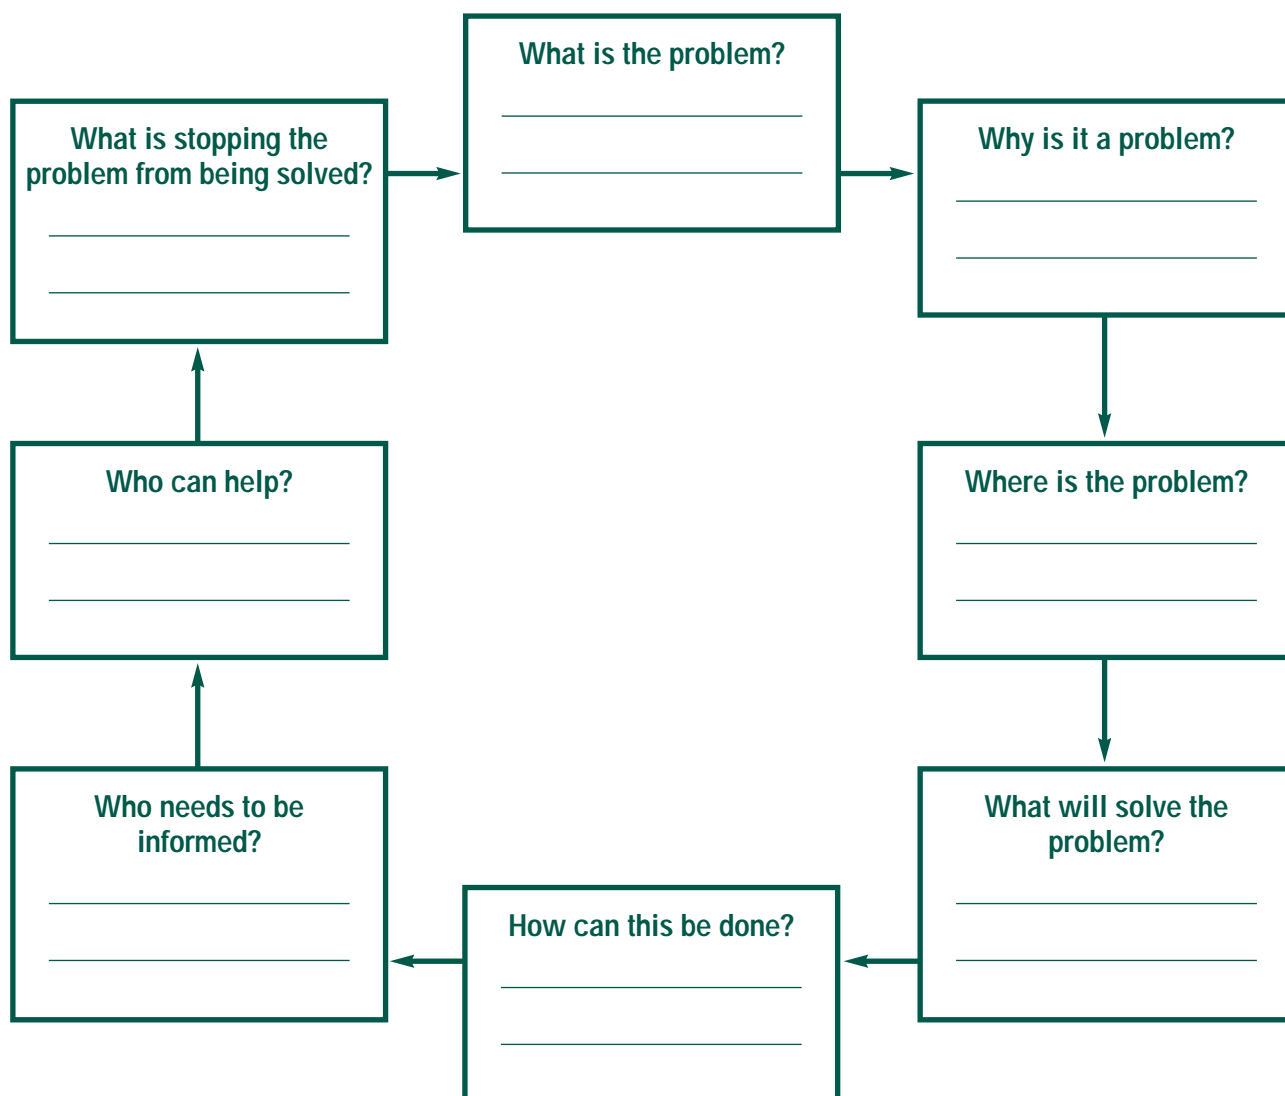 What is the problem?
Why is it a problem?
Where is the problem?
What will solve the
problem?
How can this be done?
Who needs to be
informed?
Who can help?
What is stopping the
problem from being solved?